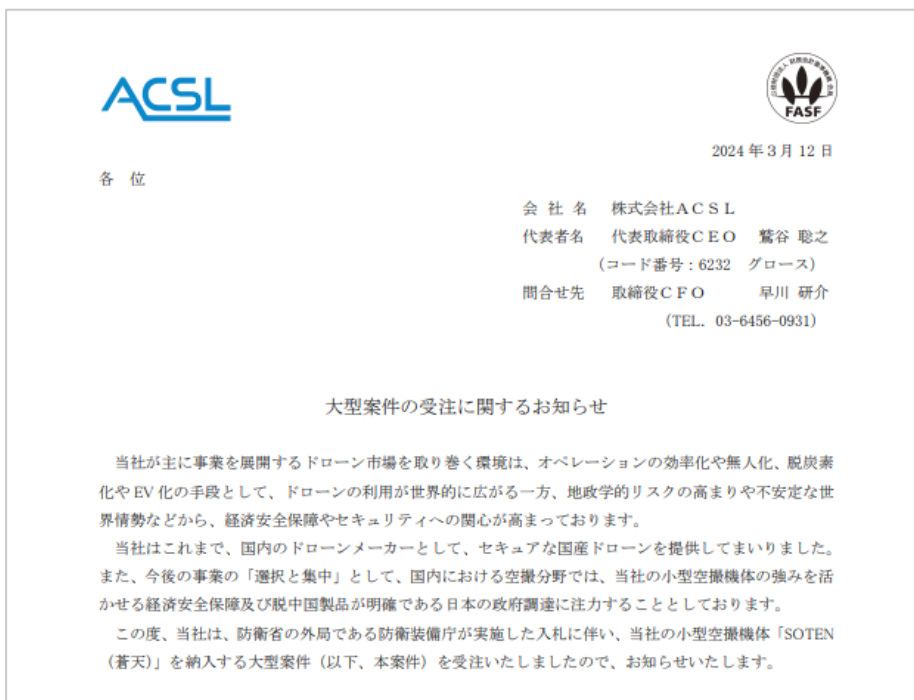 ACSL
公益財団法人 財務会計基準機構 会員
FASF
2024 年 3 月 12 日
各 位
会 社 名 株式会社ACSL
代表者名 代表取締役CEO 鷲谷 聡之
(コード番号:6232 グロース)
問合せ先 取締役CFO 早川 研介
(TEL. 03-6456-0931)
大型案件の受注に関するお知らせ
当社が主に事業を展開するドローン市場を取り巻く環境は、オペレーションの効率化や無人化、脱炭素
化や EV 化の手段として、ドローンの利用が世界的に広がる一方、地政学的リスクの高まりや不安定な世
界情勢などから、経済安全保障やセキュリティへの関心が高まっております。
当社はこれまで、国内のドローンメーカーとして、セキュアな国産ドローンを提供してまいりました。
また、今後の事業の「選択と集中」として、国内における空撮分野では、当社の小型空撮機体の強みを活
かせる経済安全保障及び脱中国製品が明確である日本の政府調達に注力することとしております。
この度、当社は、防衛省の外局である防衛装備庁が実施した入札に伴い、当社の小型空撮機体「SOTEN
(蒼天)」を納入する大型案件(以下、本案件)を受注いたしましたので、お知らせいたします。